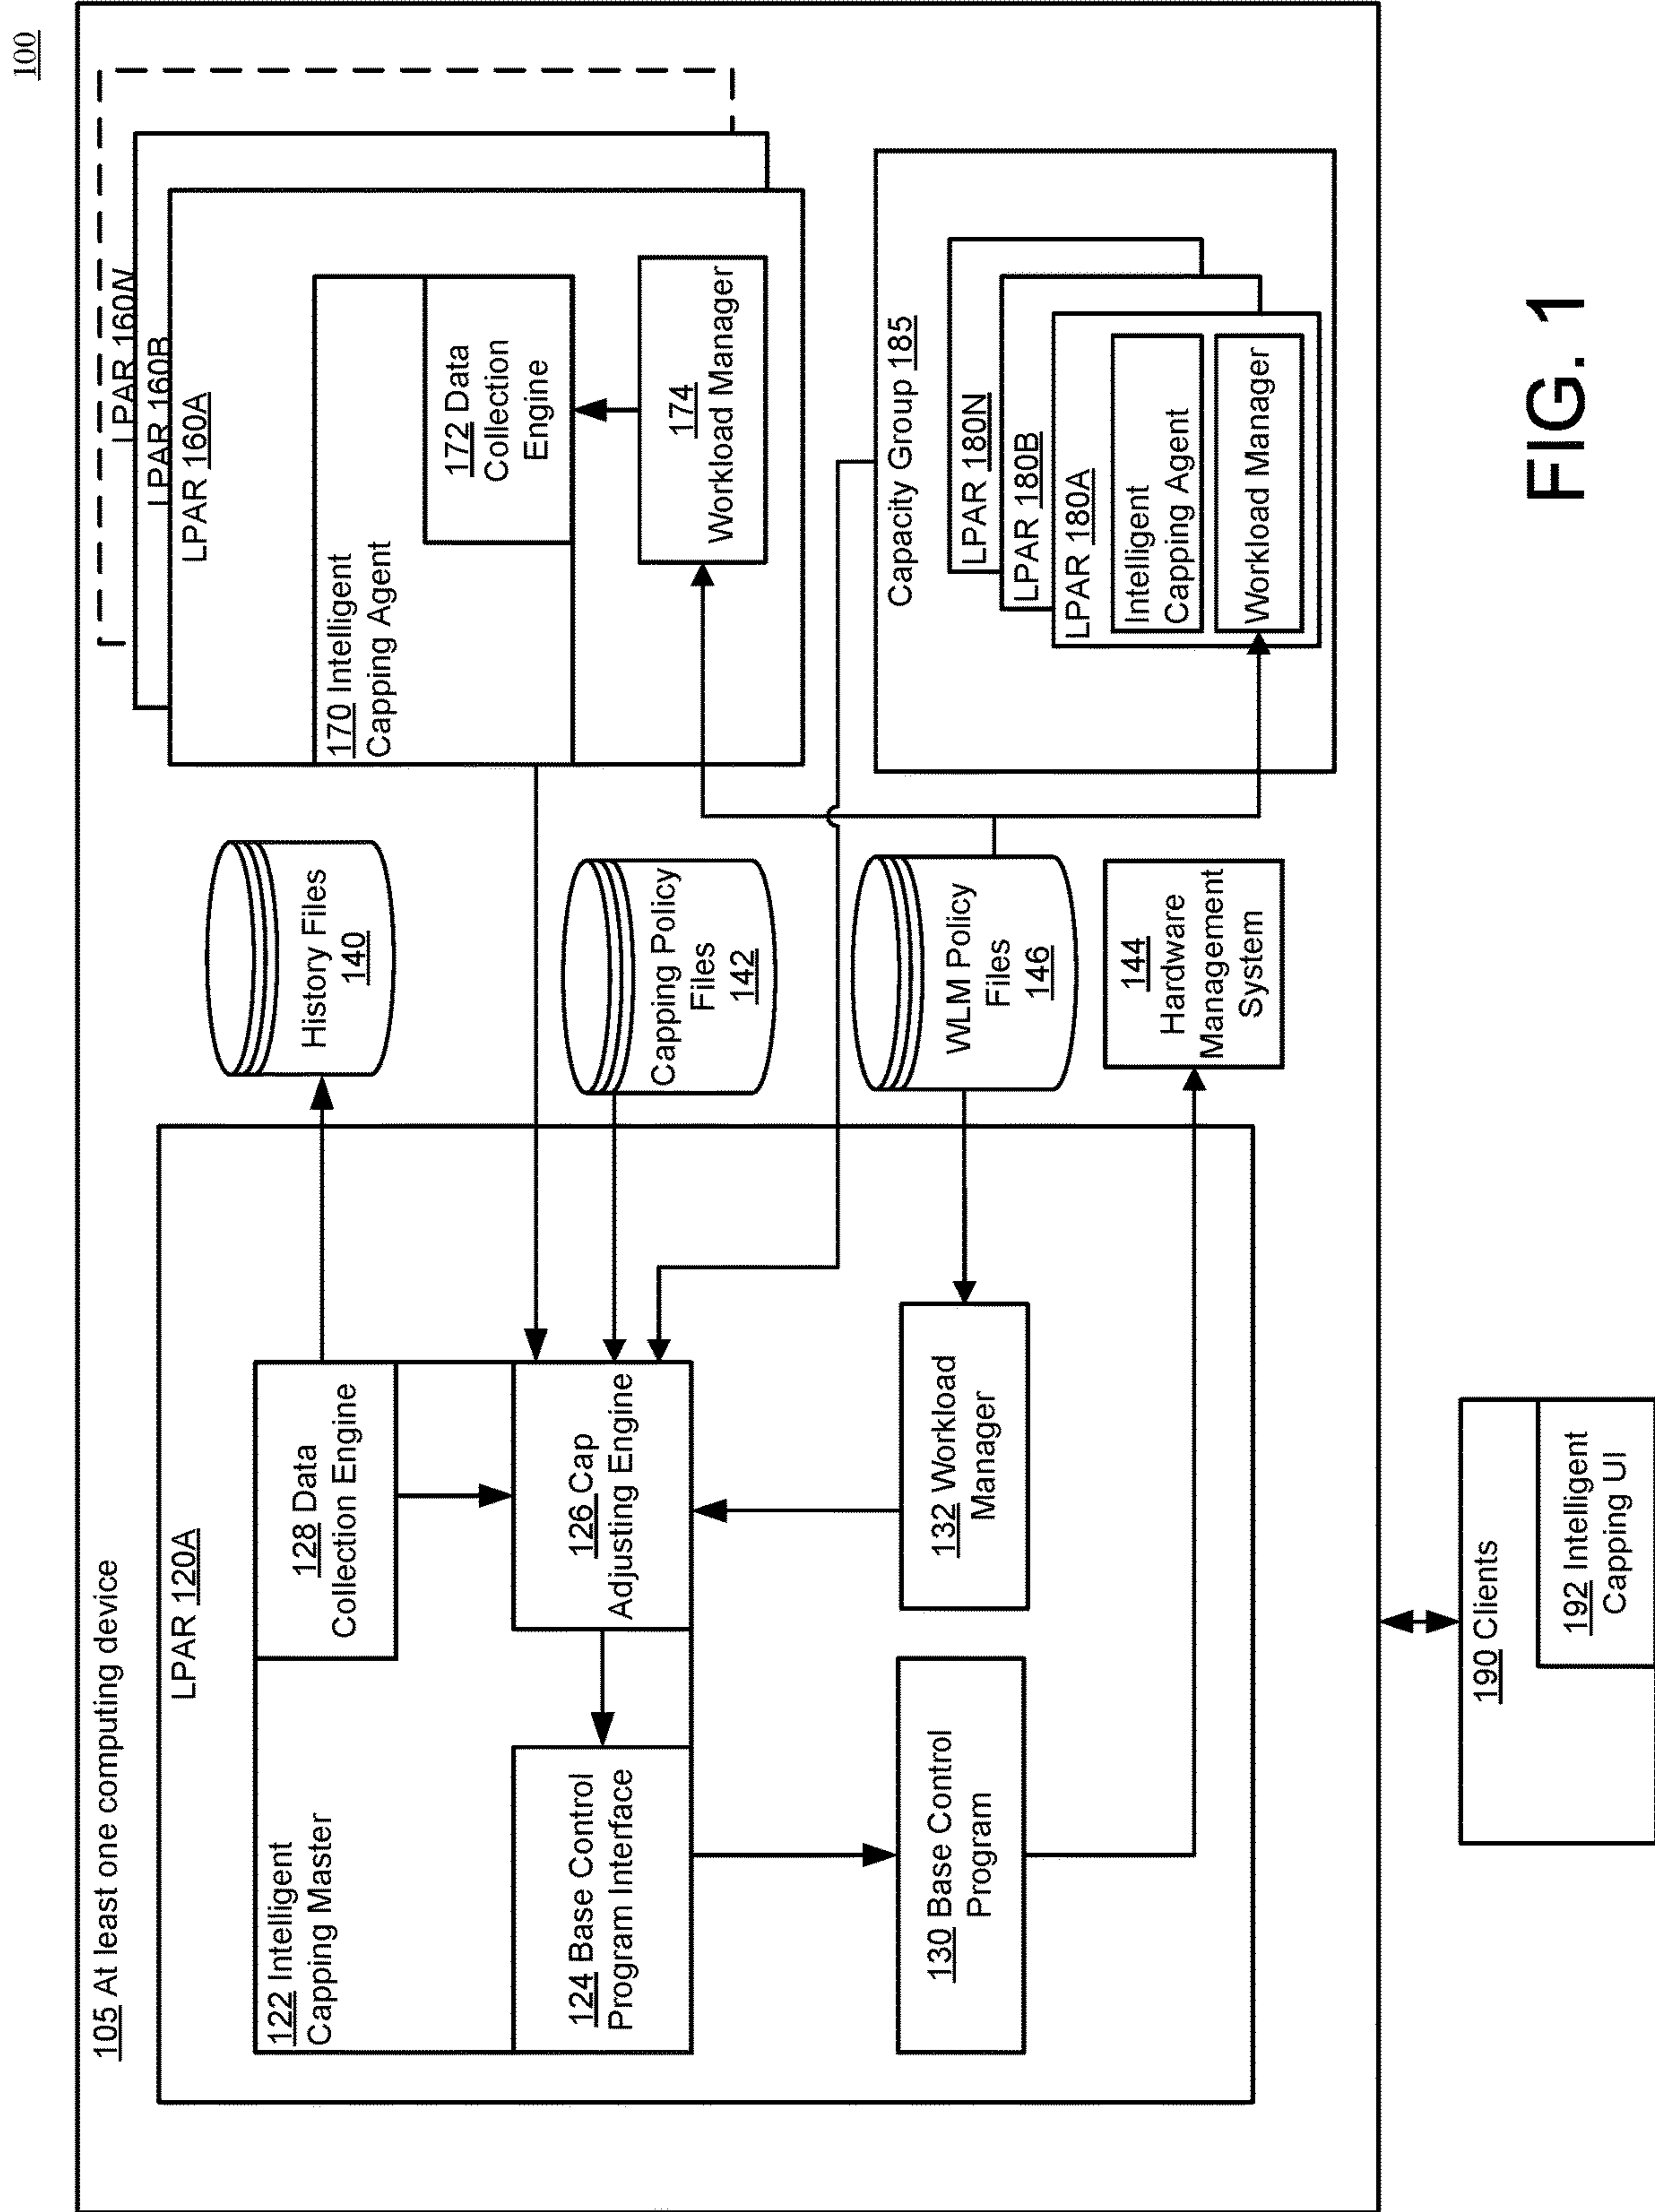 100
105 At least one computing device
LPAR 120A
122 Intelligent
Capping Master
128 Data
Collection Engine
124 Base Control
Program Interface
126 Cap
Adjusting Engine
130 Base Control
Program
132 Workload
Manager
History Files
140
Capping Policy
Files
142
WLM Policy
Files
146
144
Hardware
Management
System
LPAR 160N
LPAR 160B
LPAR 160A
170 Intelligent
Capping Agent
172 Data
Collection
Engine
174
Workload Manager
Capacity Group 185
LPAR 180N
LPAR 180B
LPAR 180A
Intelligent
Capping Agent
Workload Manager
190 Clients
192 Intelligent
Capping UI
FIG. 1